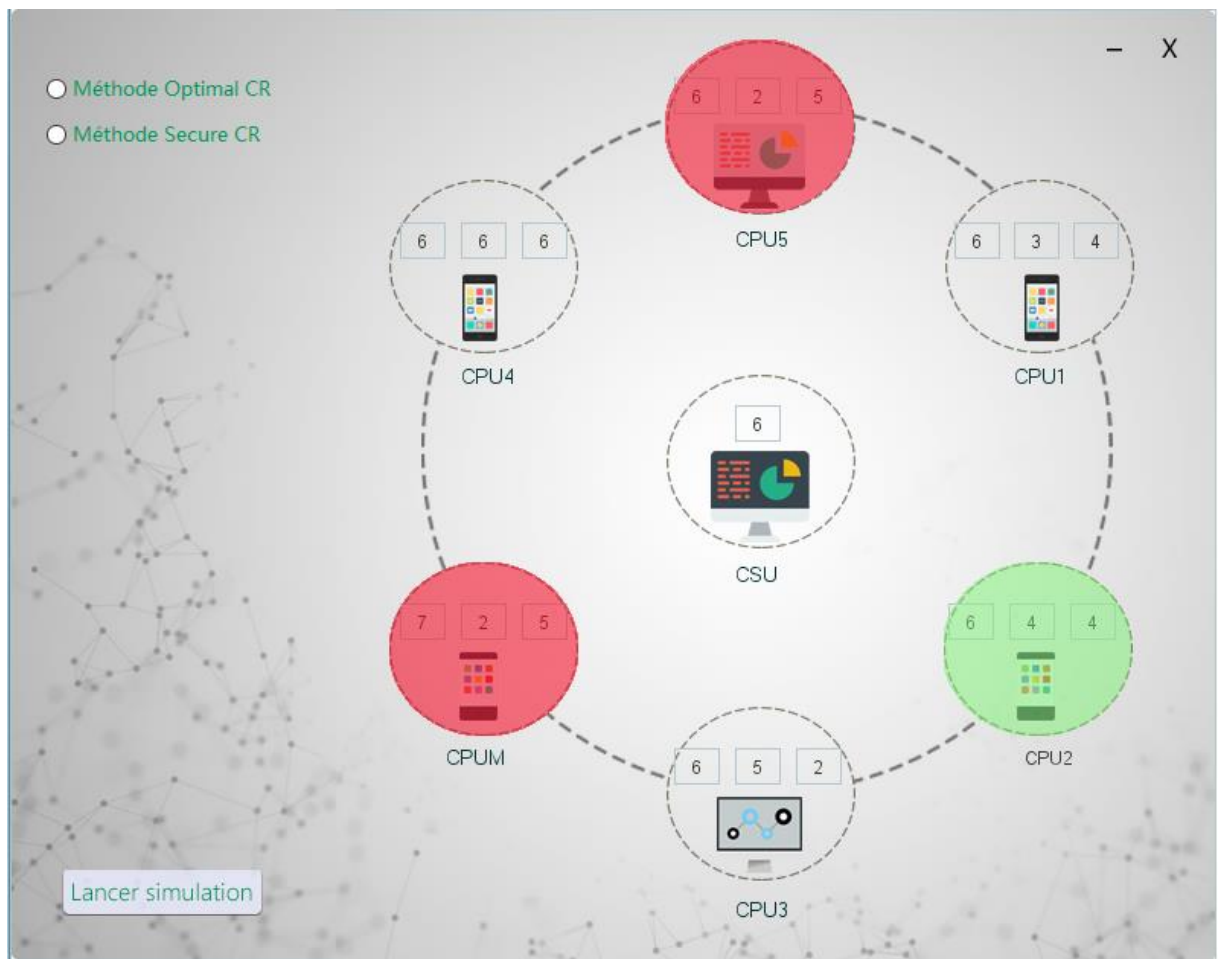 – X
Méthode Optimal CR
Méthode Secure CR
6 2 5
CPU5
6 6 6
CPU4
6 3 4
CPU1
6
CSU
7 2 5
CPUM
6 4 4
CPU2
6 5 2
CPU3
Lancer simulation